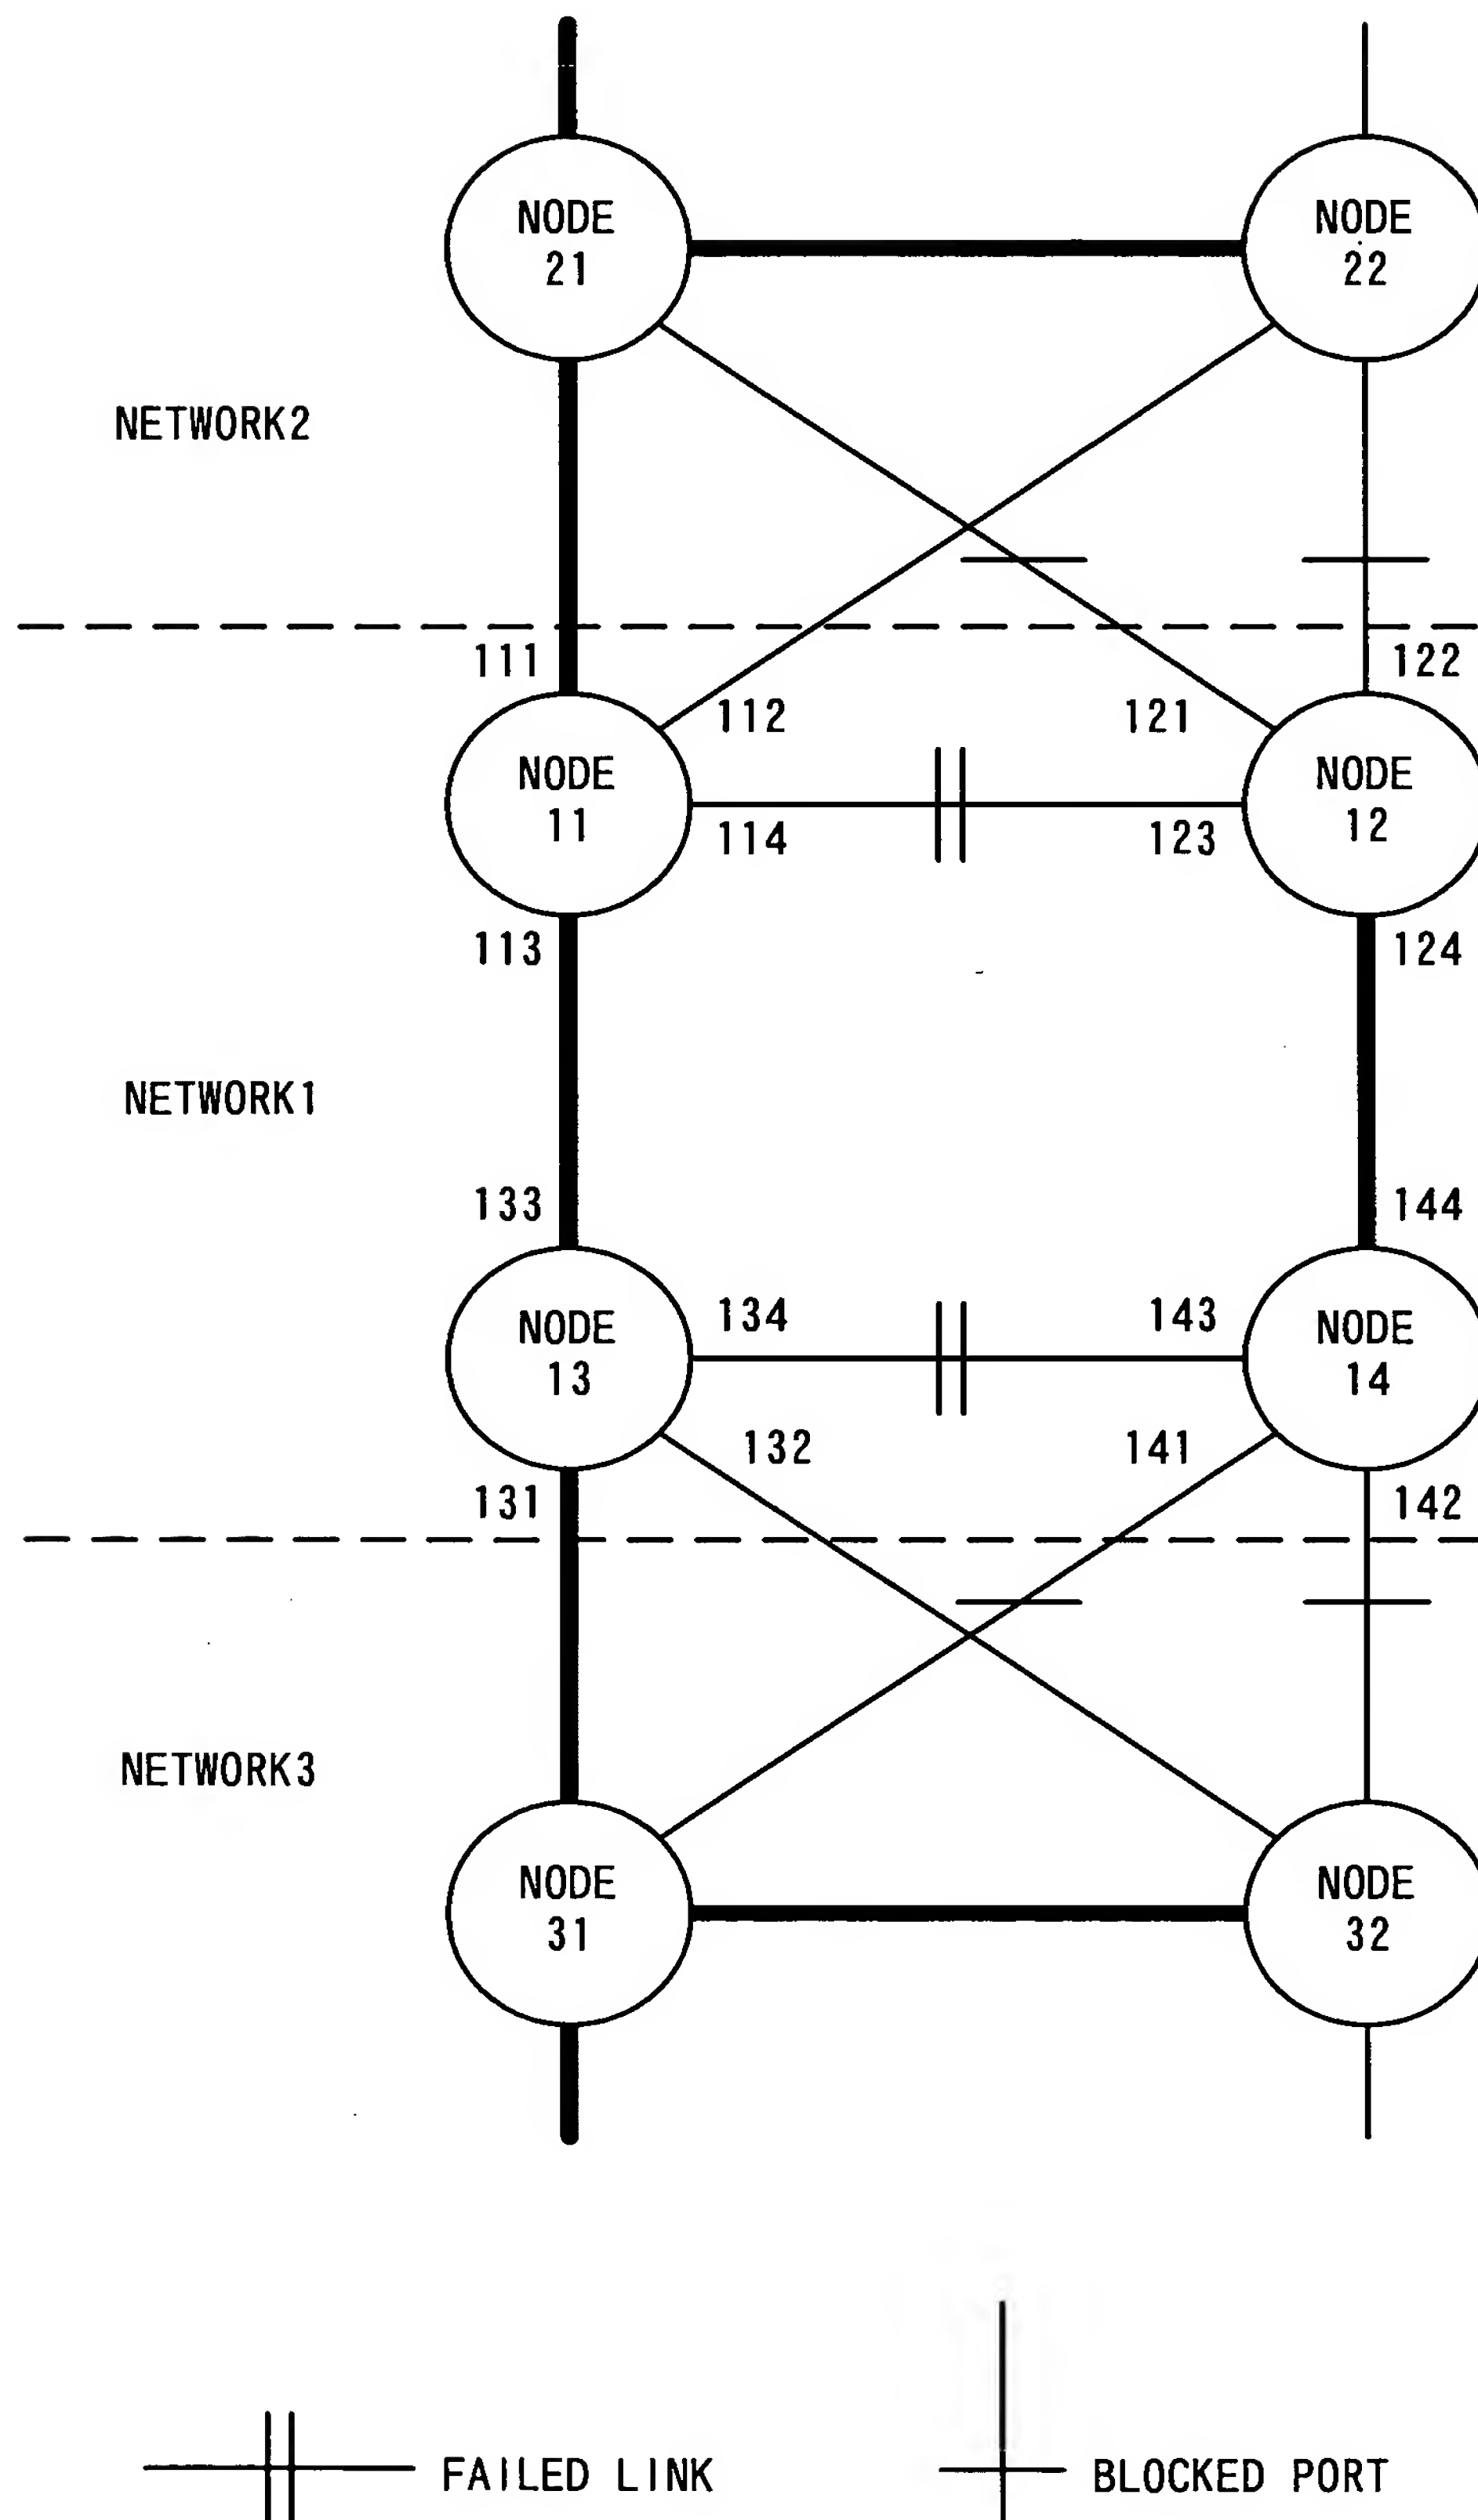 NODE
21
NODE
22
NETWORK2
111
122
112
121
NODE
11
NODE
12
114
123
113
124
NETWORK1
133
144
134
143
NODE
13
NODE
14
132
141
131
142
NETWORK3
NODE
31
NODE
32
FAILED LINK
BLOCKED PORT